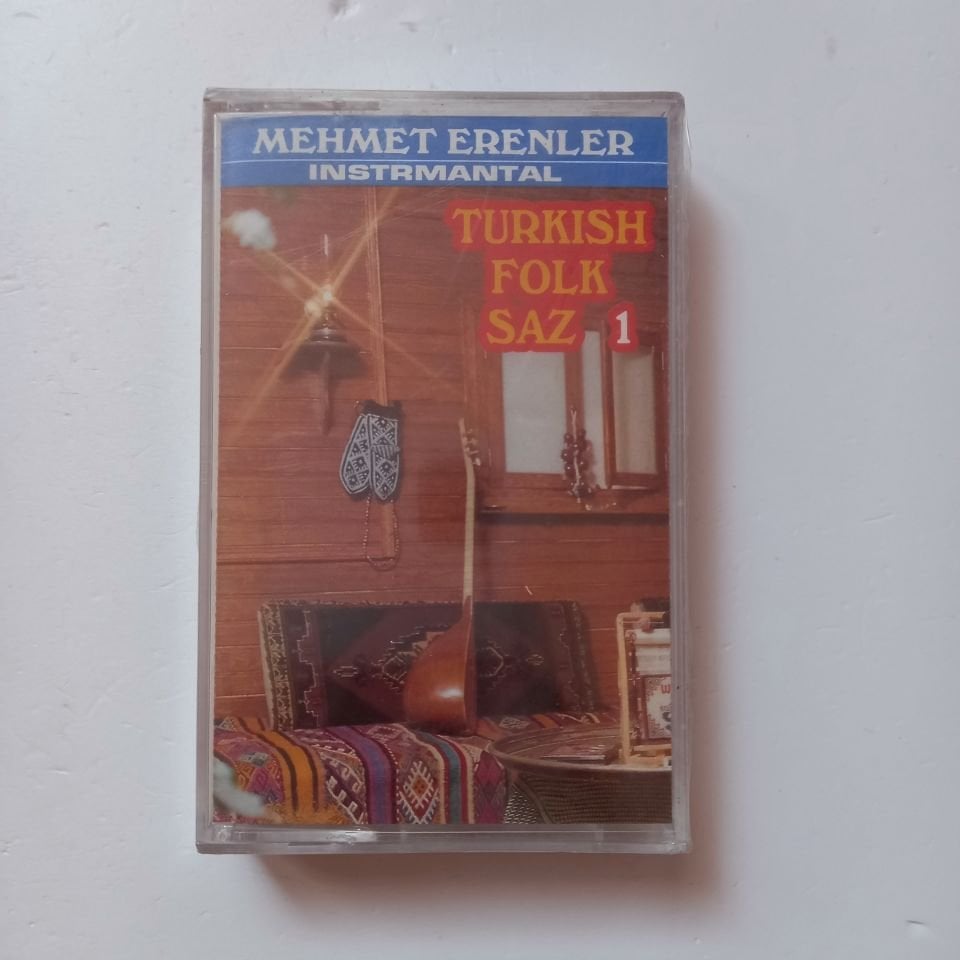 MEHMET ERENLER
INSTRMANTAL
TURKISH
FOLK
SAZ 1